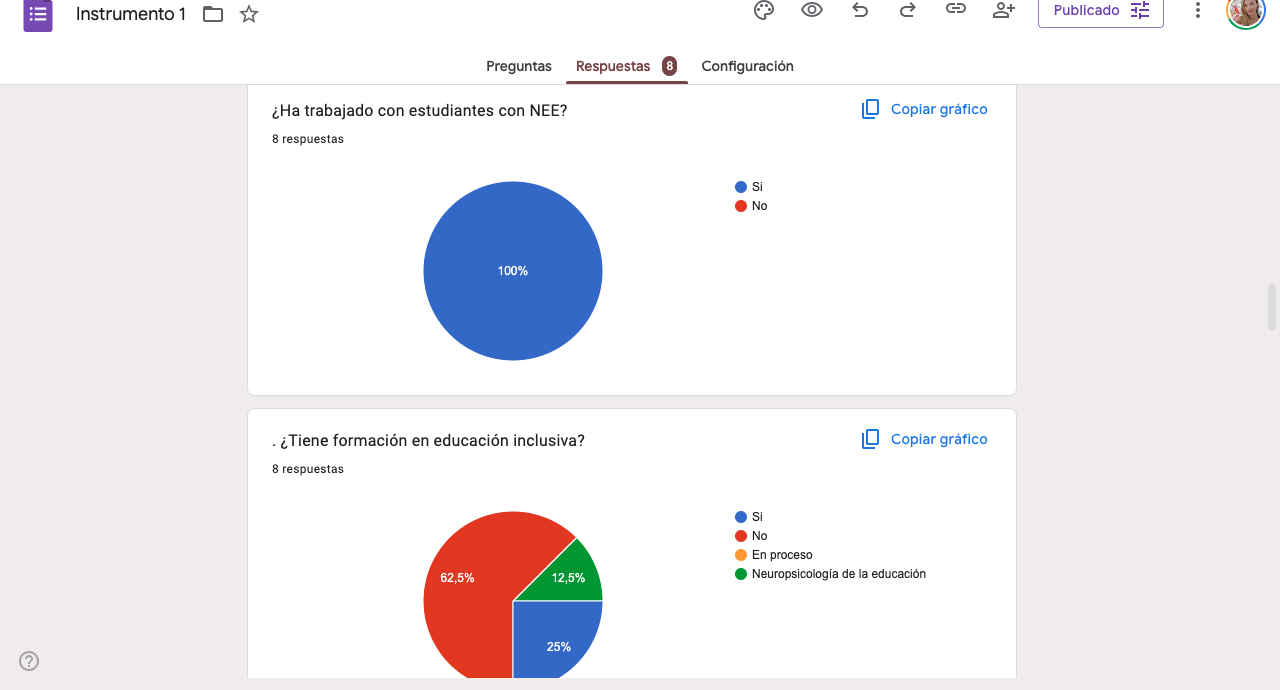 Instrumento 1
Publicado
Preguntas
Respuestas 8
Configuración
¿Ha trabajado con estudiantes con NEE?
Copiar gráfico
8 respuestas
Si
No
100%
. ¿Tiene formación en educación inclusiva?
Copiar gráfico
8 respuestas
Si
No
En proceso
Neuropsicología de la educación
62,5%
12,5%
25%